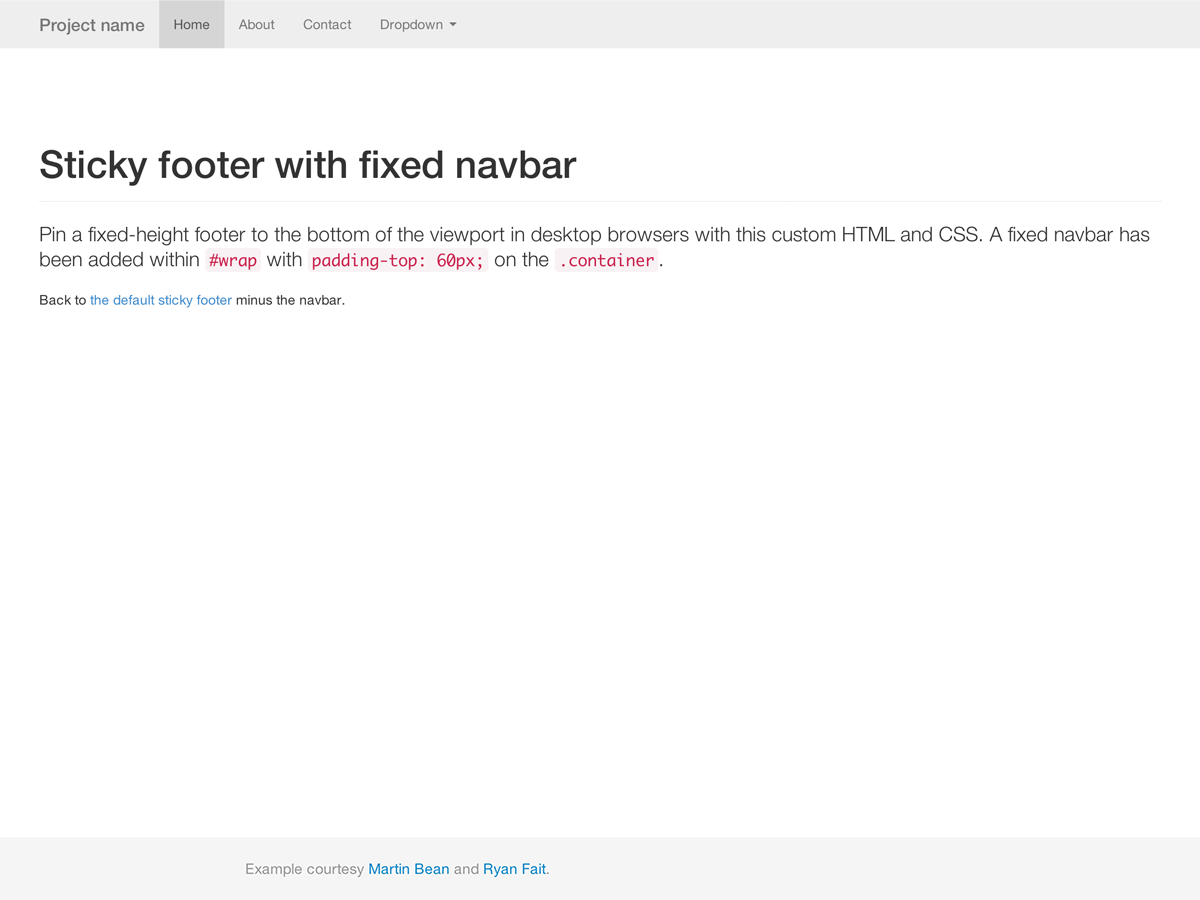 Project name Home About Contact Dropdown
Sticky footer with fixed navbar
Pin a fixed-height footer to the bottom of the viewport in desktop browsers with this custom HTML and CSS. A fixed navbar has
been added within #wrap with padding-top: 60px; on the .container.
Back to the default sticky footer minus the navbar.
Example courtesy Martin Bean and Ryan Fait.